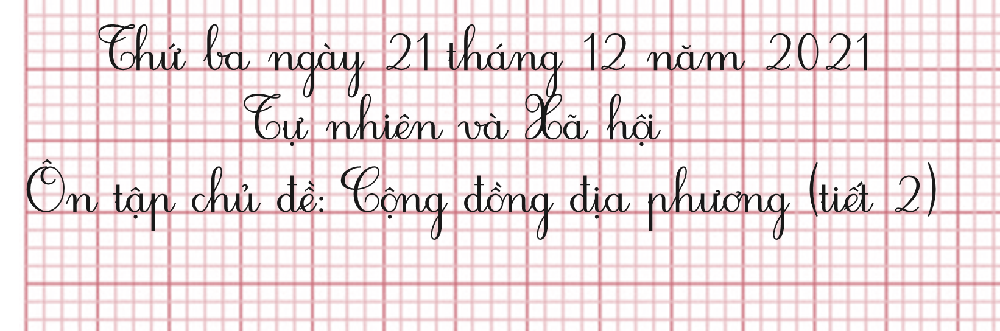 Thứ ba ngày 21 tháng 12 năm 2021
Tự nhiên và Xã hội
Ôn tập chủ đề: Cộng đồng địa phương (tiết 2)